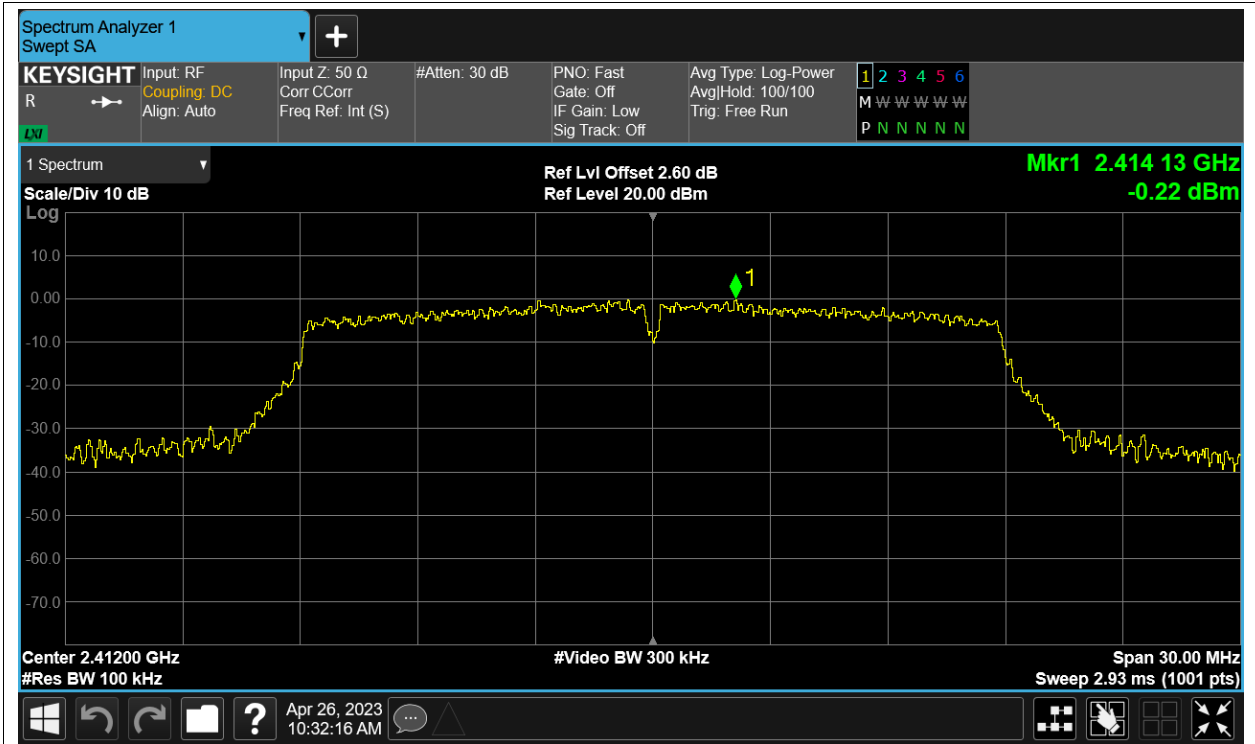 Spectrum Analyzer 1
Swept SA
KEYSIGHT
R
LXI
Input: RF
Coupling: DC
Align: Auto
Input Z: 50 Ω
Corr CCorr
Freq Ref: Int (S)
#Atten: 30 dB
PNO: Fast
Gate: Off
IF Gain: Low
Sig Track: Off
Avg Type: Log-Power
Avg|Hold: 100/100
Trig: Free Run
1 2 3 4 5 6
M W W W W W
P N N N N N
1 Spectrum
Scale/Div 10 dB
Log
Ref Lvl Offset 2.60 dB
Ref Level 20.00 dBm
Mkr1 2.414 13 GHz
-0.22 dBm
10.0
0.00
-10.0
-20.0
-30.0
-40.0
-50.0
-60.0
-70.0
1
Center 2.41200 GHz
#Res BW 100 kHz
#Video BW 300 kHz
Span 30.00 MHz
Sweep 2.93 ms (1001 pts)
?
Apr 26, 2023
10:32:16 AM